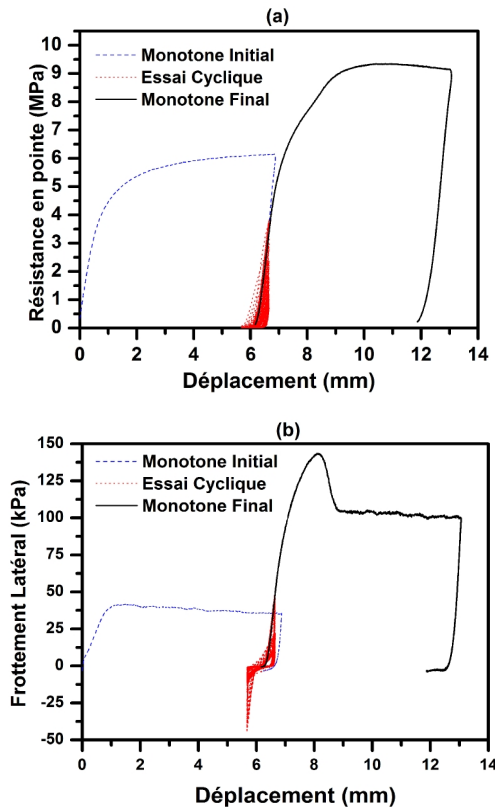 (a)
Monotone Initial
Essai Cyclique
Monotone Final
Résistance en pointe (MPa)
10
9
8
7
6
5
4
3
2
1
0
0 2 4 6 8 10 12 14
Déplacement (mm)
(b)
Monotone Initial
Essai Cyclique
Monotone Final
Frottement Latéral (kPa)
150
125
100
75
50
25
0
-25
-50
0 2 4 6 8 10 12 14
Déplacement (mm)